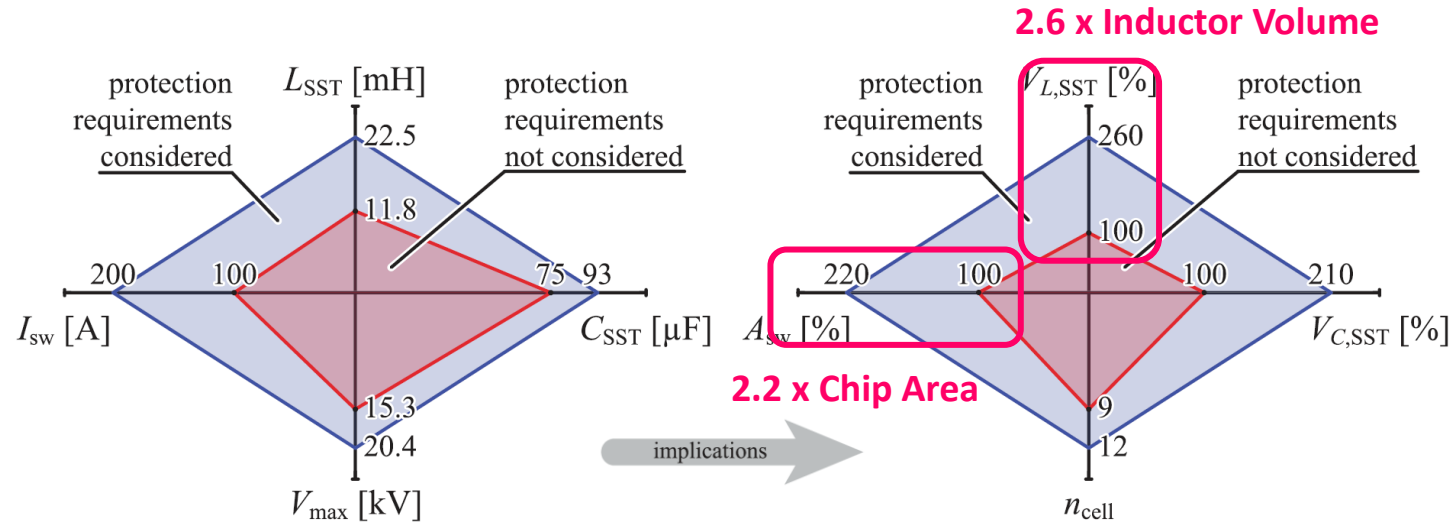 2.6 x Inductor Volume
protection
requirements
considered
L_SST [mH]
protection
requirements
not considered
22.5
11.8
200
100
75
93
I_sw [A]
C_SST [µF]
15.3
20.4
V_max [kV]
implications
protection
requirements
considered
V_L,SST [%]
protection
requirements
not considered
260
100
220
100
100
210
A_sw [%]
V_C,SST [%]
2.2 x Chip Area
9
12
n_cell